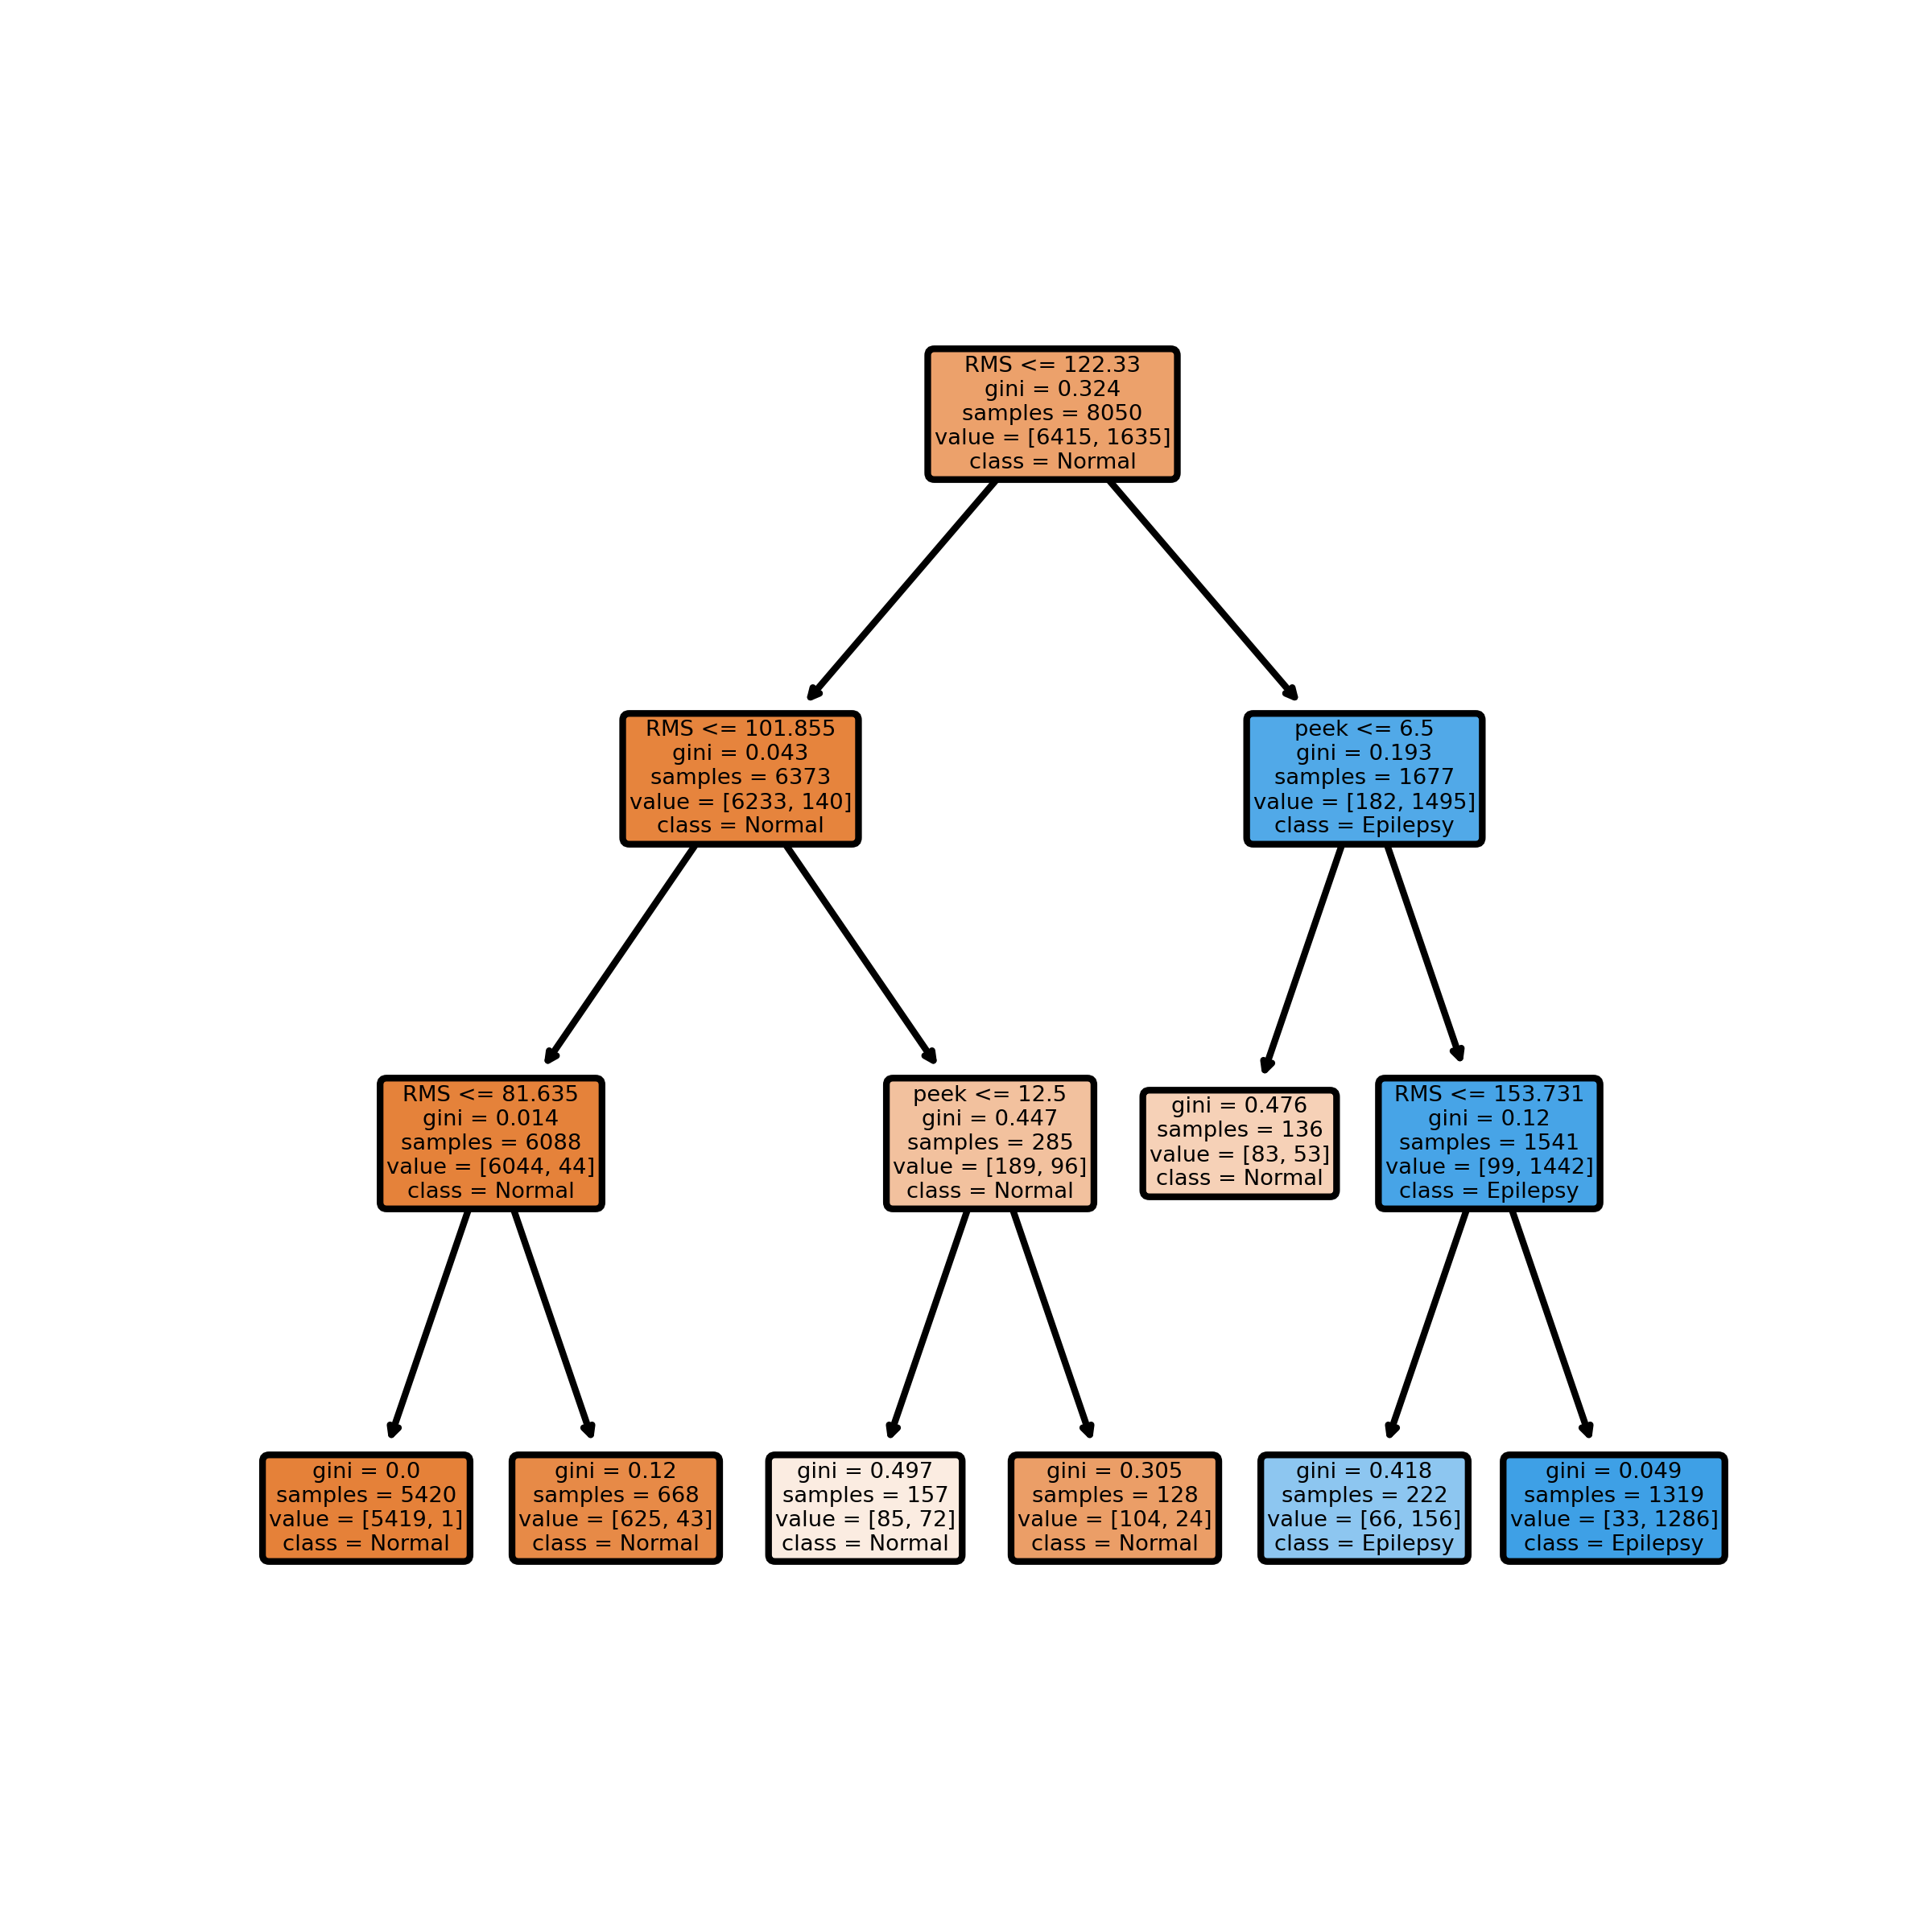 RMS <= 122.33
gini = 0.324
samples = 8050
value = [6415, 1635]
class = Normal
RMS <= 101.855
gini = 0.043
samples = 6373
value = [6233, 140]
class = Normal
peek <= 6.5
gini = 0.193
samples = 1677
value = [182, 1495]
class = Epilepsy
RMS <= 81.635
gini = 0.014
samples = 6088
value = [6044, 44]
class = Normal
peek <= 12.5
gini = 0.447
samples = 285
value = [189, 96]
class = Normal
gini = 0.476
samples = 136
value = [83, 53]
class = Normal
RMS <= 153.731
gini = 0.12
samples = 1541
value = [99, 1442]
class = Epilepsy
gini = 0.0
samples = 5420
value = [5419, 1]
class = Normal
gini = 0.12
samples = 668
value = [625, 43]
class = Normal
gini = 0.497
samples = 157
value = [85, 72]
class = Normal
gini = 0.305
samples = 128
value = [104, 24]
class = Normal
gini = 0.418
samples = 222
value = [66, 156]
class = Epilepsy
gini = 0.049
samples = 1319
value = [33, 1286]
class = Epilepsy